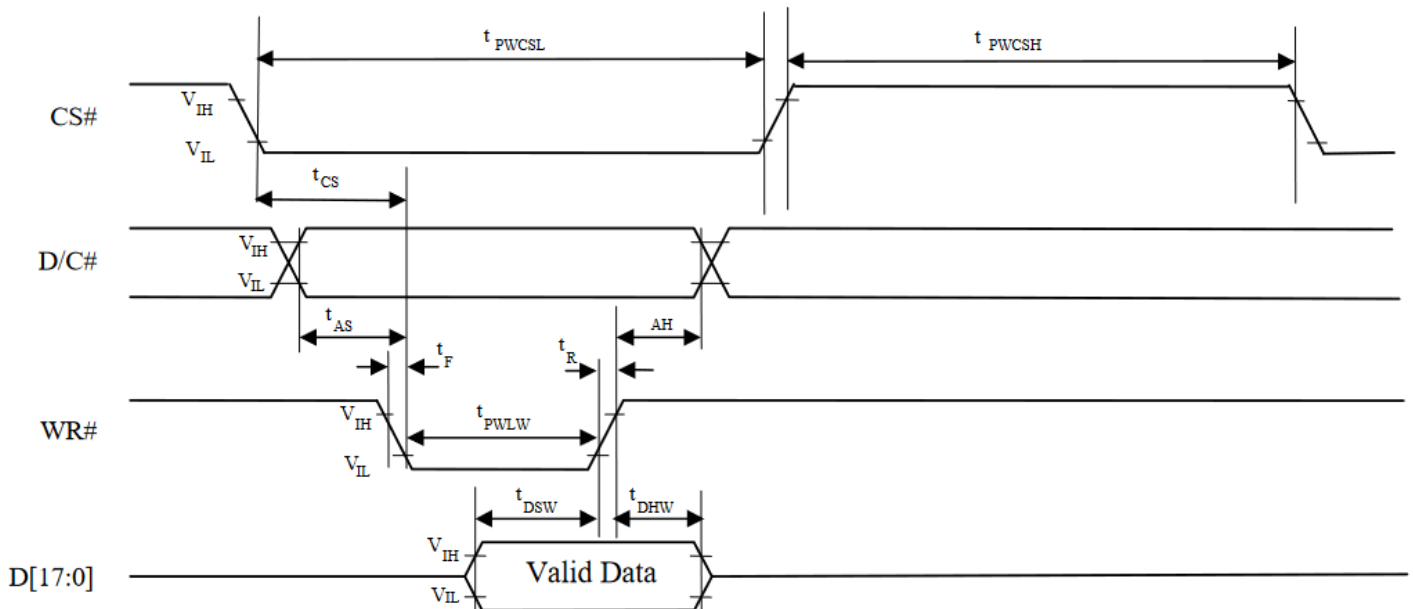 t PWCSL
t PWCSH
CS#
VIH
VIL
tCS
D/C#
VIH
VIL
tAS
AH
tF
tR
WR#
VIH
VIL
tPWLW
tDSW
tDHW
D[17:0]
VIH
VIL
Valid Data